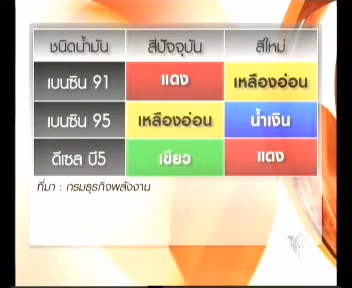 ชนิดน้ำมัน สีปัจจุบัน สีใหม่
เบนซิน 91 แดง เหลืองอ่อน
เบนซิน 95 เหลืองอ่อน น้ำเงิน
ดีเซล บี5 เขียว แดง
ที่มา : กรมธุรกิจพลังงาน